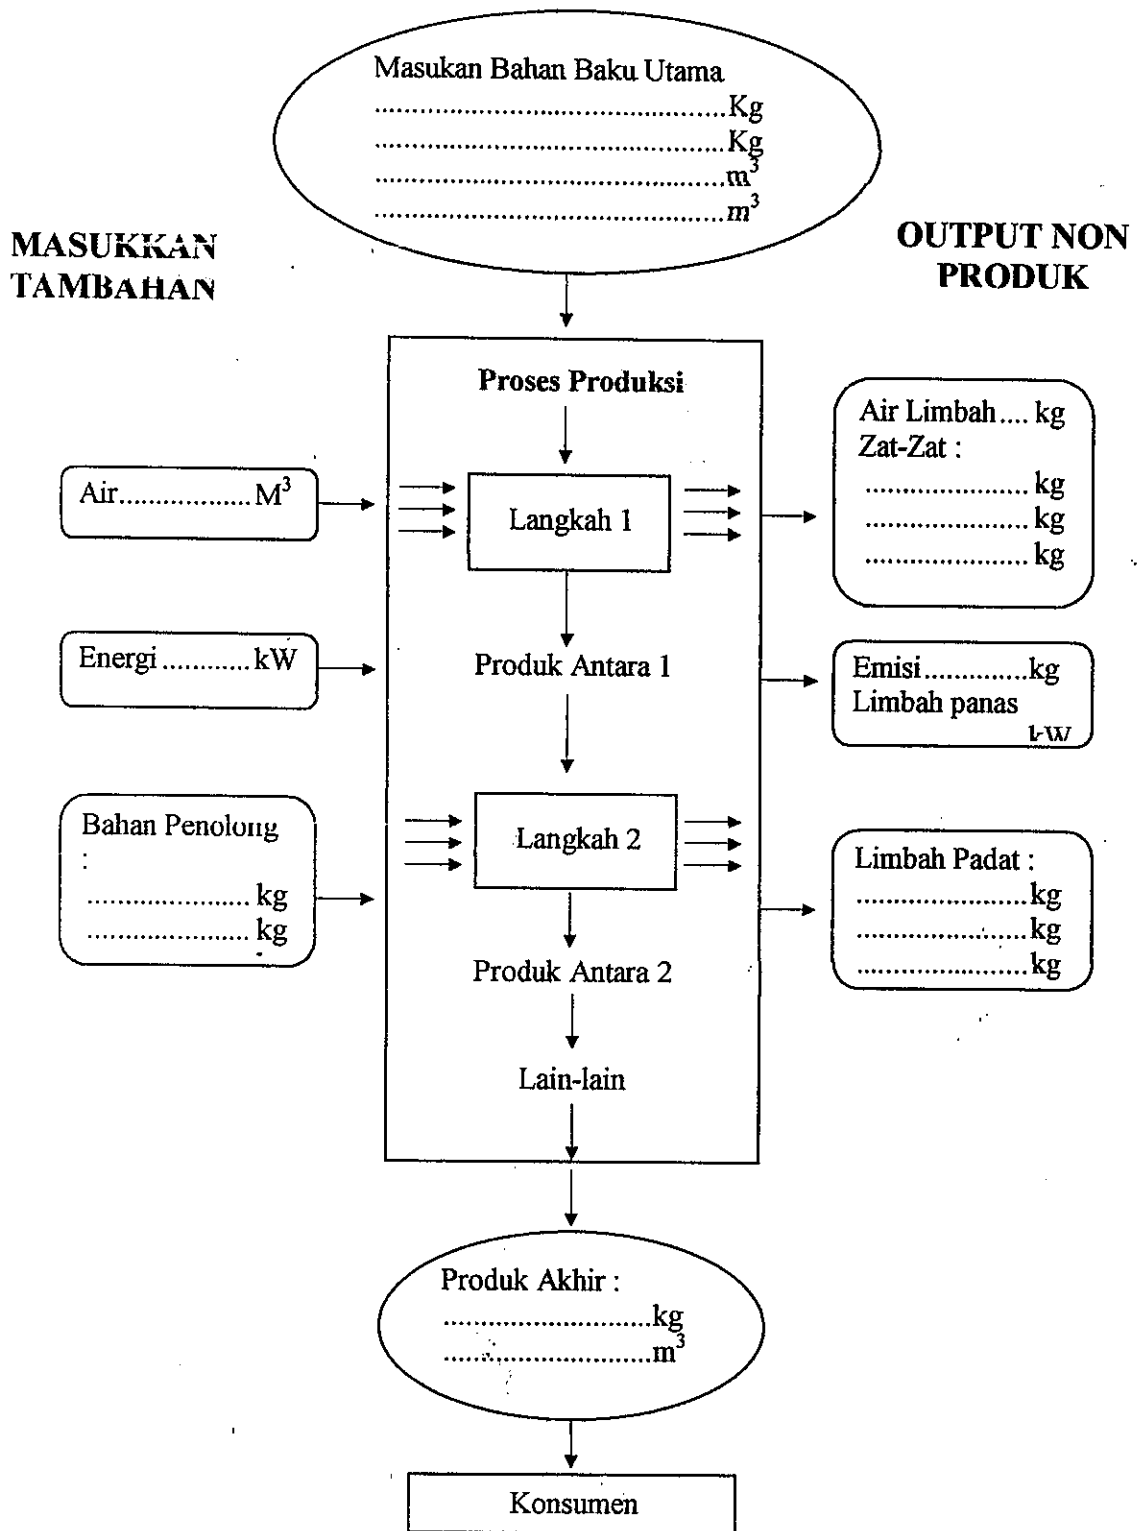 Masukan Bahan Baku Utama
................................................Kg
................................................Kg
................................................m³
................................................m³
MASUKKAN
TAMBAHAN
OUTPUT NON
PRODUK
Proses Produksi
Air.................. M³
Langkah 1
Air Limbah .... kg
Zat-Zat :
...................... kg
...................... kg
...................... kg
Energi ............ kW
Produk Antara 1
Emisi..............kg
Limbah panas
kW
Bahan Penolong
:
...................... kg
...................... kg
Langkah 2
Limbah Padat :
.......................kg
.......................kg
.......................kg
Produk Antara 2
Lain-lain
Produk Akhir :
............................kg
............................m³
Konsumen